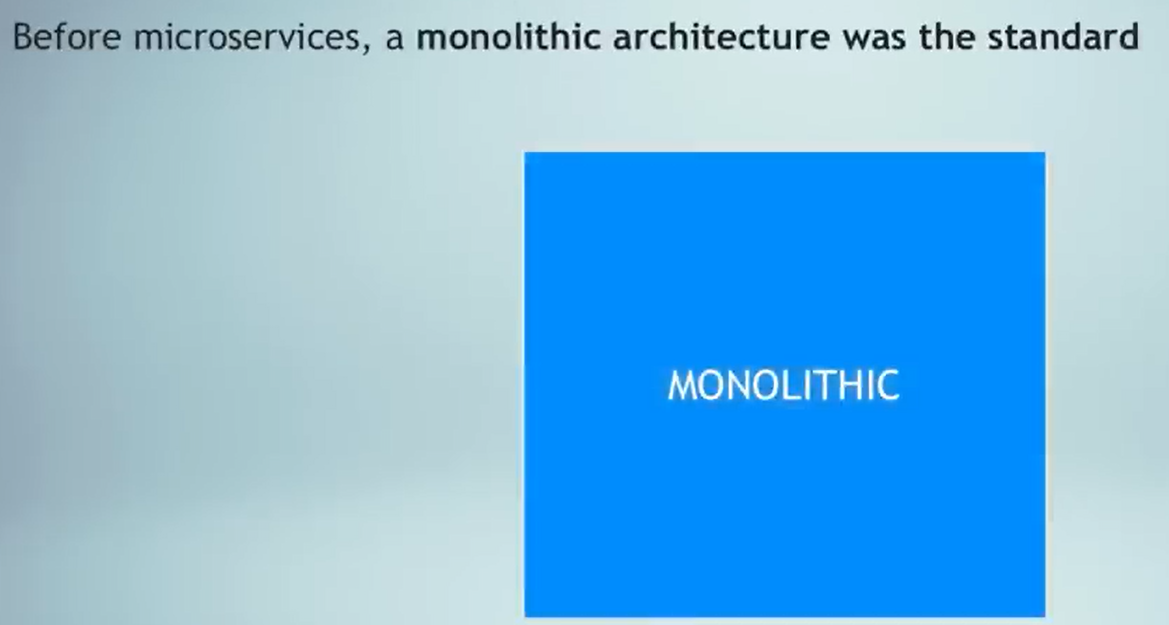 Before microservices, a monolithic architecture was the standard
MONOLITHIC